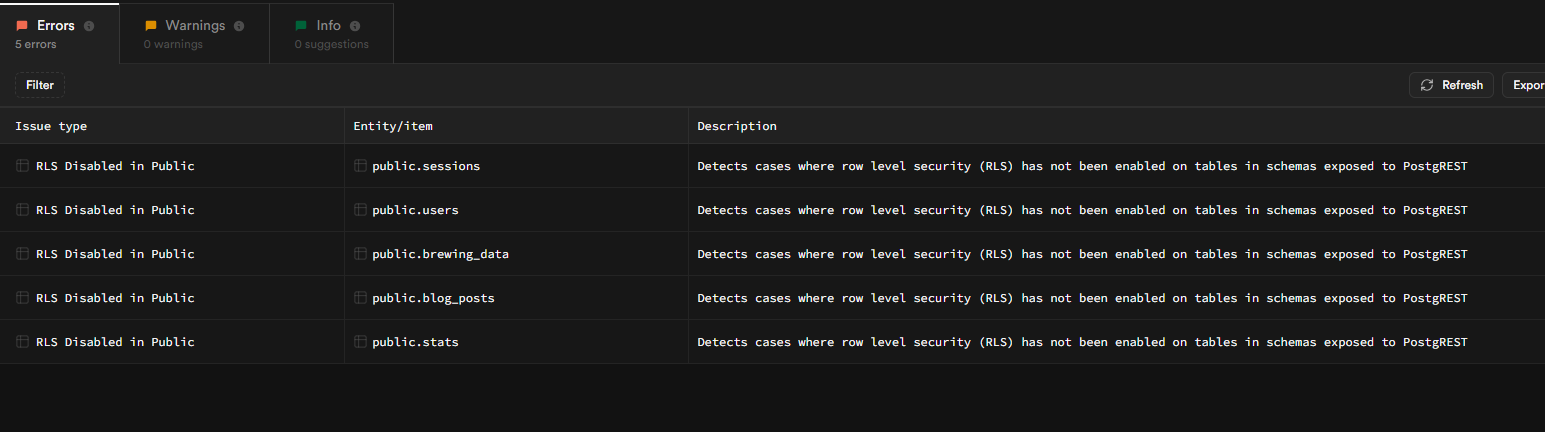 Errors
5 errors
Warnings
0 warnings
Info
0 suggestions
Filter
Refresh
Expor
Issue type Entity/item Description
RLS Disabled in Public public.sessions Detects cases where row level security (RLS) has not been enabled on tables in schemas exposed to PostgREST
RLS Disabled in Public public.users Detects cases where row level security (RLS) has not been enabled on tables in schemas exposed to PostgREST
RLS Disabled in Public public.brewing_data Detects cases where row level security (RLS) has not been enabled on tables in schemas exposed to PostgREST
RLS Disabled in Public public.blog_posts Detects cases where row level security (RLS) has not been enabled on tables in schemas exposed to PostgREST
RLS Disabled in Public public.stats Detects cases where row level security (RLS) has not been enabled on tables in schemas exposed to PostgREST